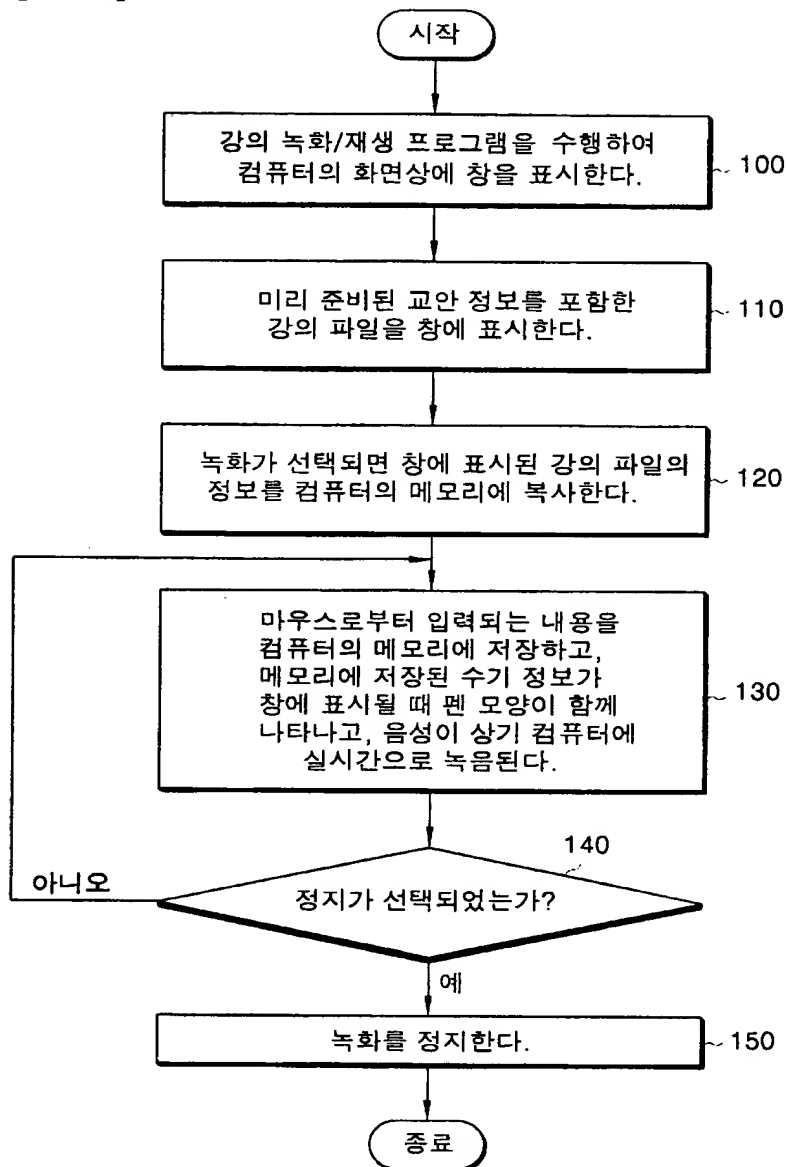 시작
강의 녹화/재생 프로그램을 수행하여
컴퓨터의 화면상에 창을 표시한다.
100
미리 준비된 교안 정보를 포함한
강의 파일을 창에 표시한다.
110
녹화가 선택되면 창에 표시된 강의 파일의
정보를 컴퓨터의 메모리에 복사한다.
120
마우스로부터 입력되는 내용을
컴퓨터의 메모리에 저장하고,
메모리에 저장된 수기 정보가
창에 표시될 때 펜 모양이 함께
나타나고, 음성이 상기 컴퓨터에
실시간으로 녹음된다.
130
140
아니오
정지가 선택되었는가?
예
녹화를 정지한다.
150
종료